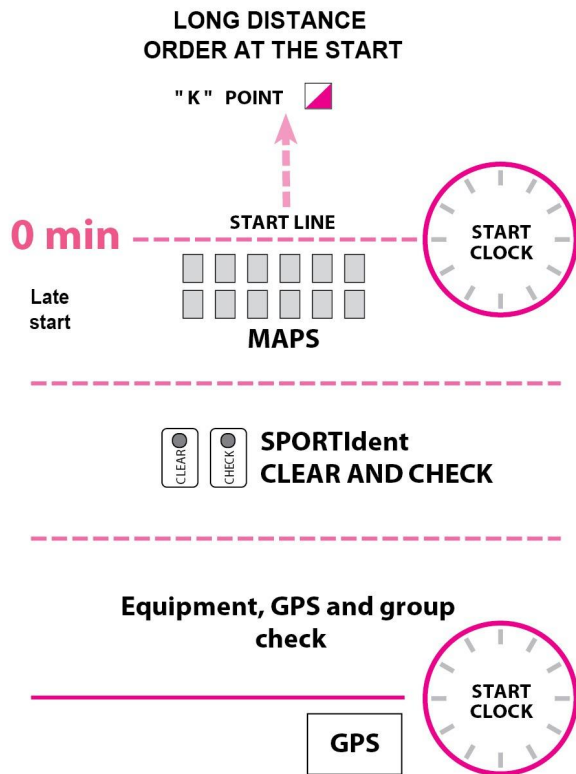 LONG DISTANCE
ORDER AT THE START
"K" POINT
START LINE
0 min
START
CLOCK
Late
start
MAPS
CLEAR
CHECK
SPORTIdent
CLEAR AND CHECK
Equipment, GPS and group
check
START
CLOCK
GPS